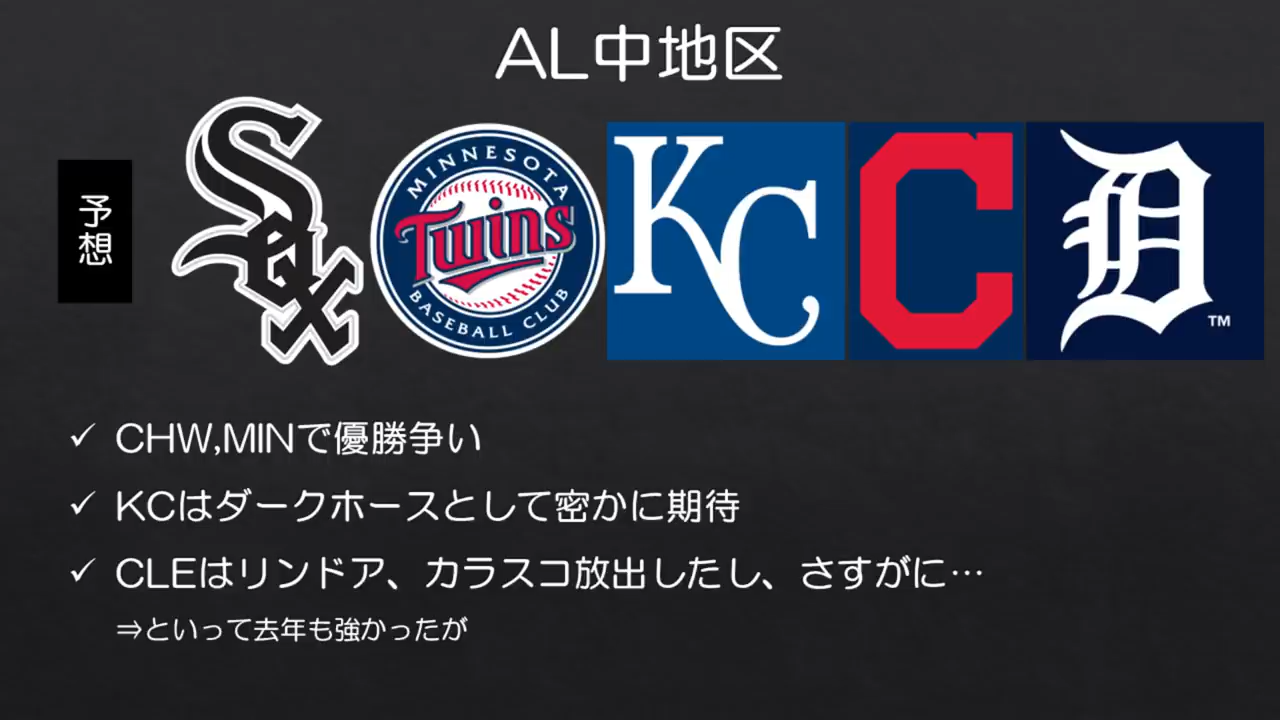 AL中地区
予想
Sox
MINNESOTA
Twins
BASEBALL CLUB
KC
C
D
TM
CHW,MINで優勝争い
KCはダークホースとして密かに期待
CLEはリンドア、カラスコ放出したし、さすがに…
⇒といって去年も強かったが